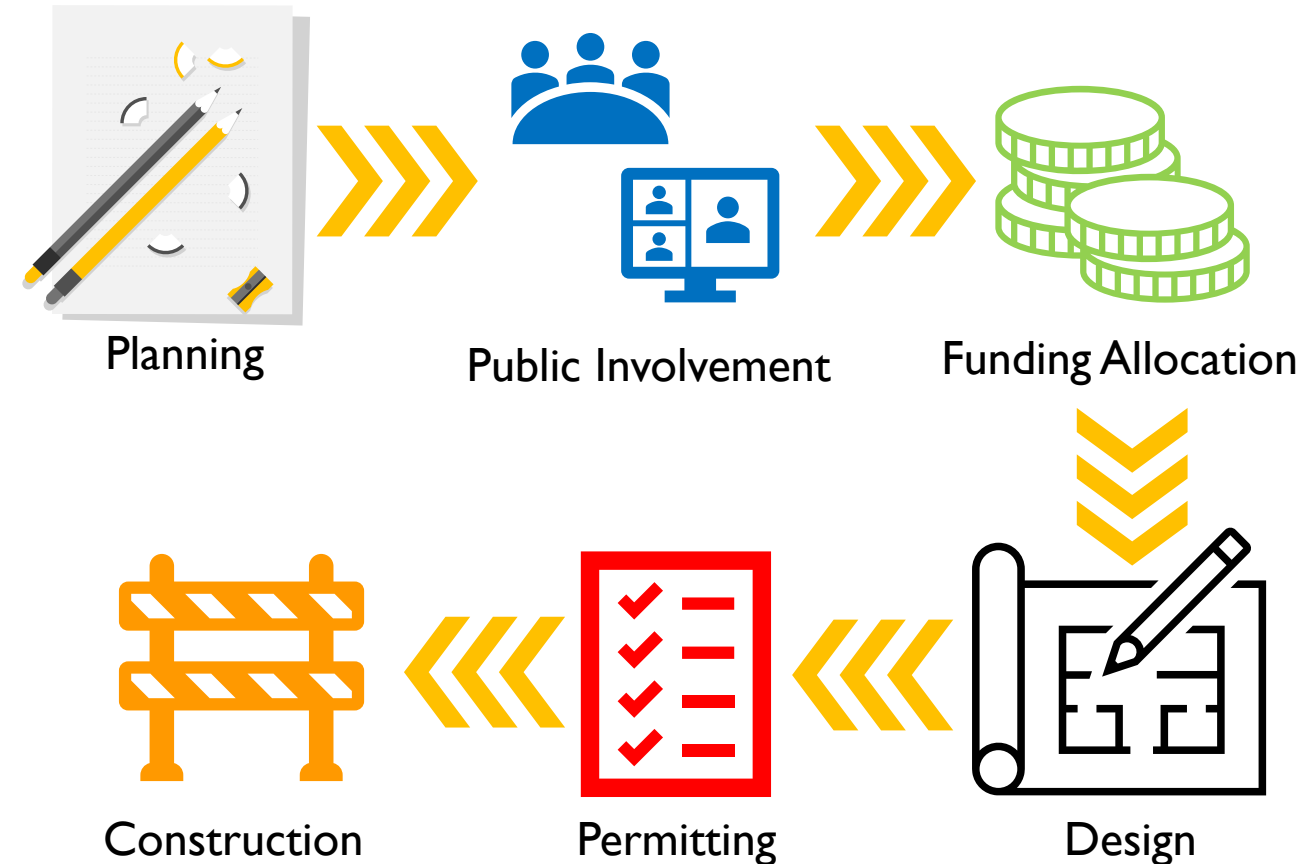 Planning
Public Involvement
Funding Allocation
Construction
Permitting
Design